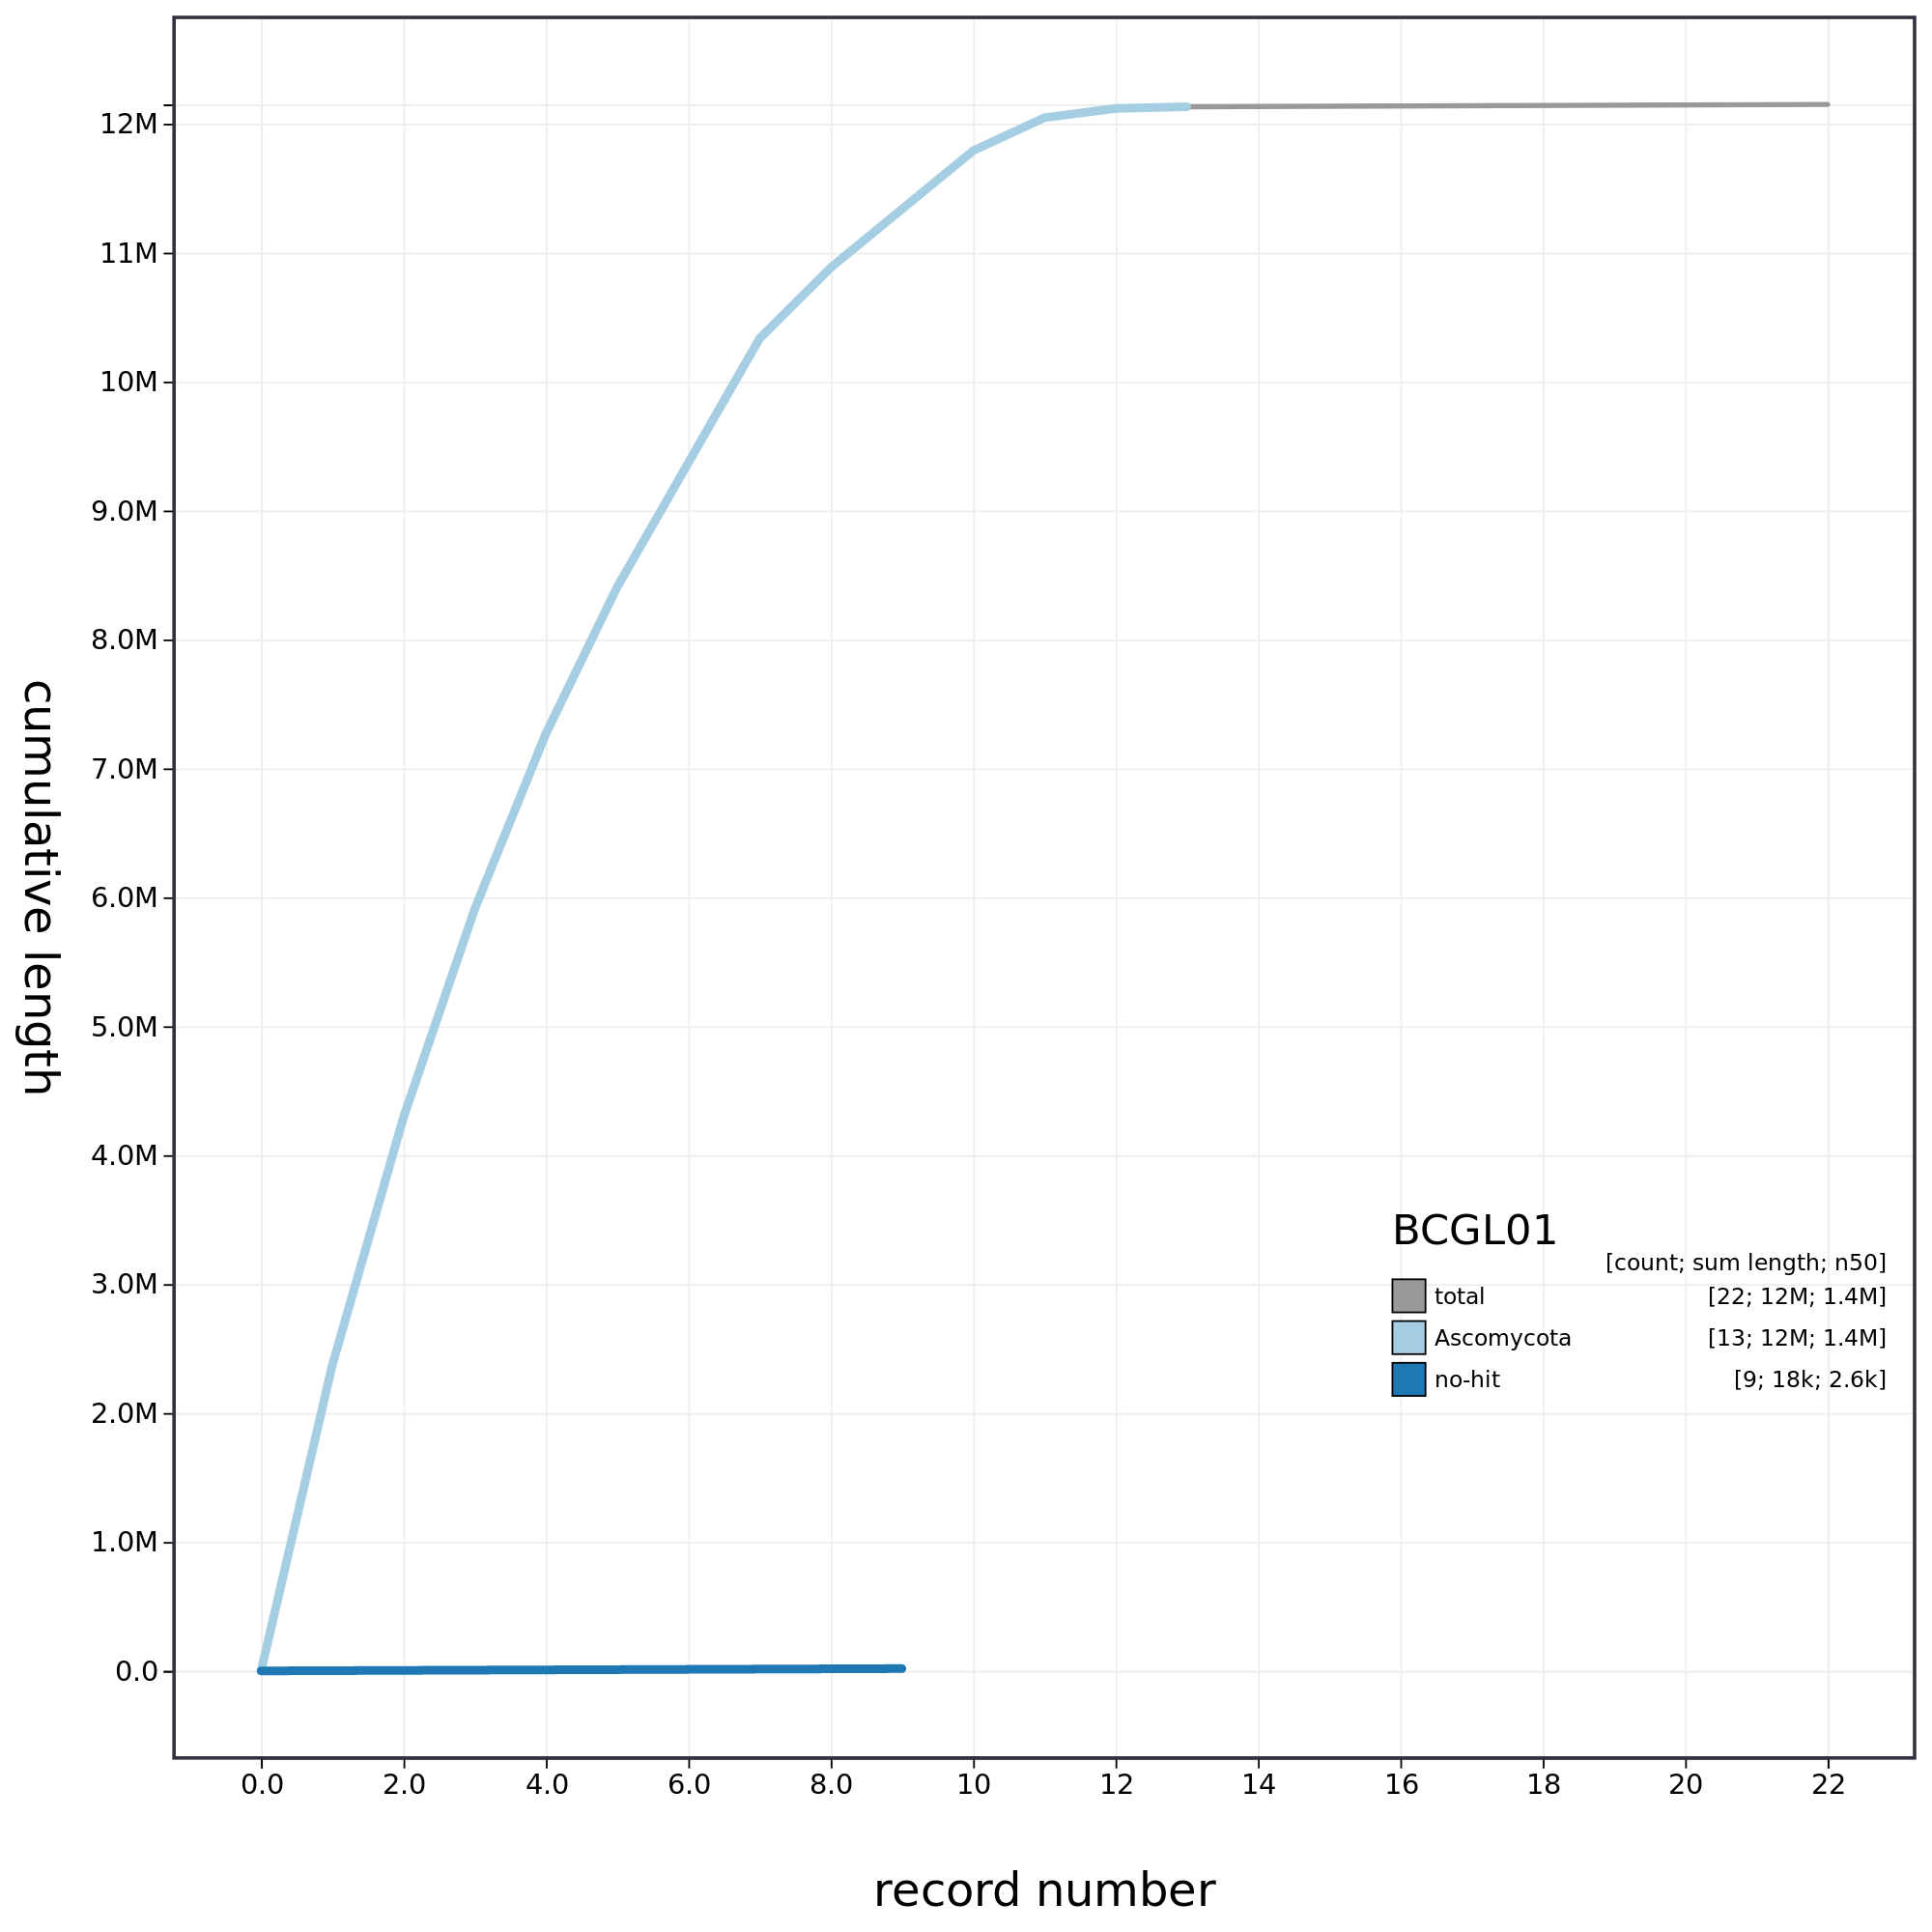 12M
11M
10M
9.0M
8.0M
7.0M
6.0M
5.0M
4.0M
3.0M
2.0M
1.0M
0.0
cumulative length
BCGL01
[count; sum length; n50]
total [22; 12M; 1.4M]
Ascomycota [13; 12M; 1.4M]
no-hit [9; 18k; 2.6k]
0.0 2.0 4.0 6.0 8.0 10 12 14 16 18 20 22
record number